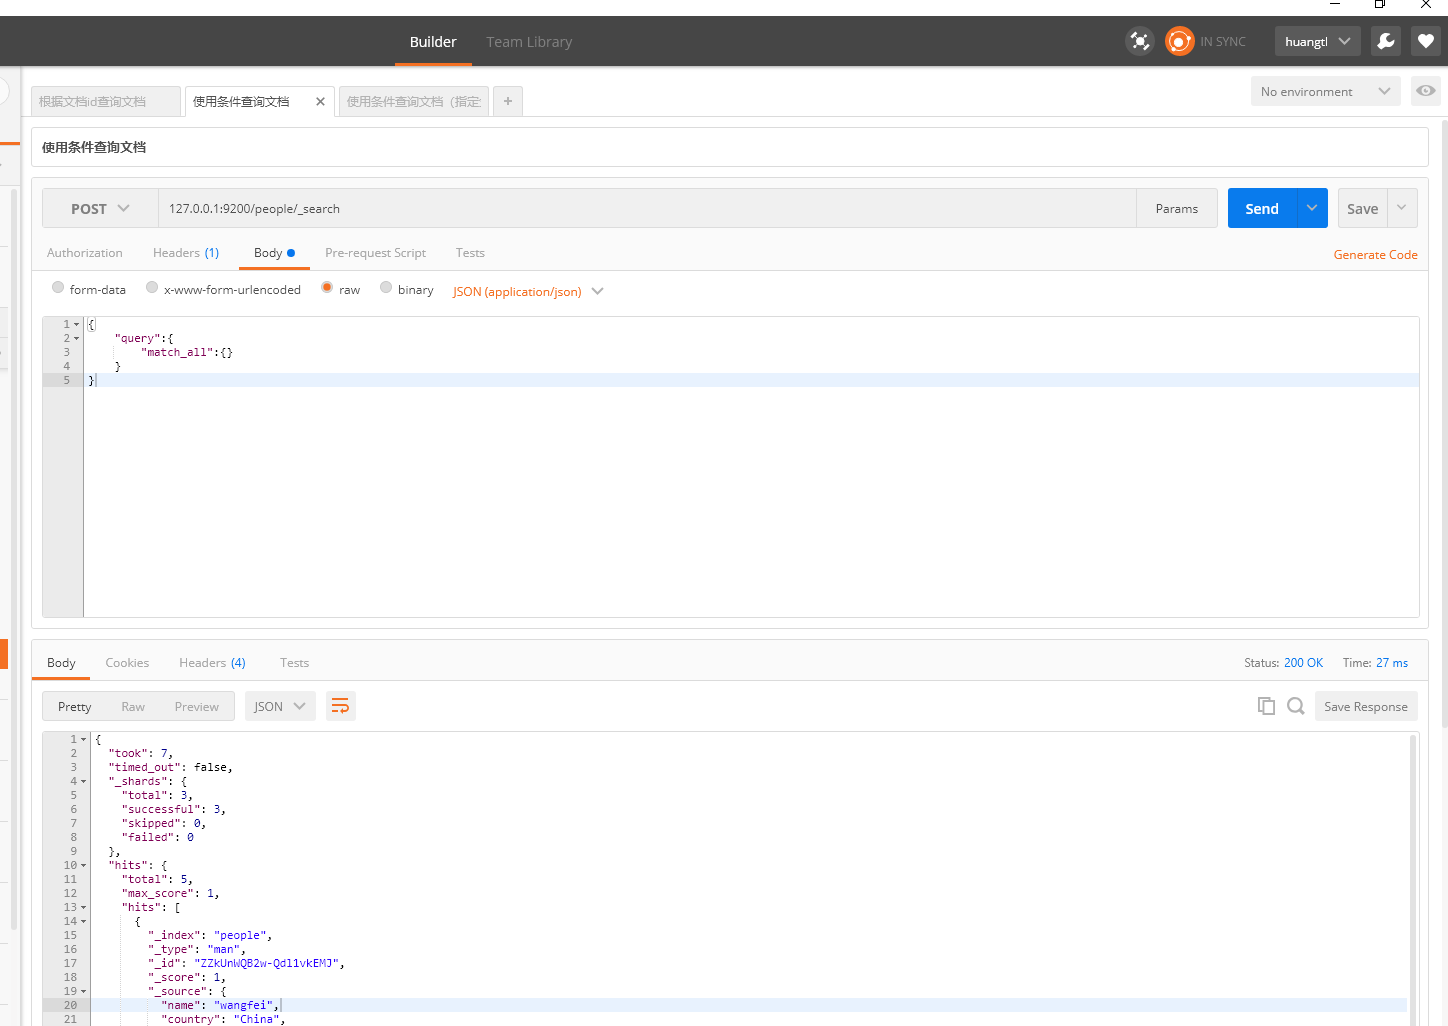 Builder Team Library IN SYNC huangtl
根据文档id查询文档 使用条件查询文档 使用条件查询文档（指定 + No environment
使用条件查询文档
POST 127.0.0.1:9200/people/_search Params Send Save
Authorization Headers (1) Body Pre-request Script Tests Generate Code
form-data x-www-form-urlencoded raw binary JSON (application/json)
1 {
2 "query":{
3 "match_all":{}
4 }
5 }
Body Cookies Headers (4) Tests Status: 200 OK Time: 27 ms
Pretty Raw Preview JSON Save Response
1 {
2 "took": 7,
3 "timed_out": false,
4 "_shards": {
5 "total": 3,
6 "successful": 3,
7 "skipped": 0,
8 "failed": 0
9 },
10 "hits": {
11 "total": 5,
12 "max_score": 1,
13 "hits": [
14 {
15 "_index": "people",
16 "_type": "man",
17 "_id": "ZZkUnWQB2w-Qdl1vkEMJ",
18 "_score": 1,
19 "_source": {
20 "name": "wangfei",
21 "country": "China",